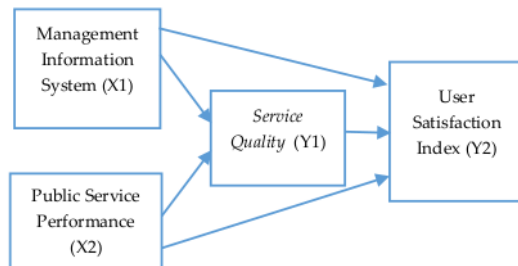 Management
Information
System (X1)
Service
Quality (Y1)
User
Satisfaction
Index (Y2)
Public Service
Performance
(X2)